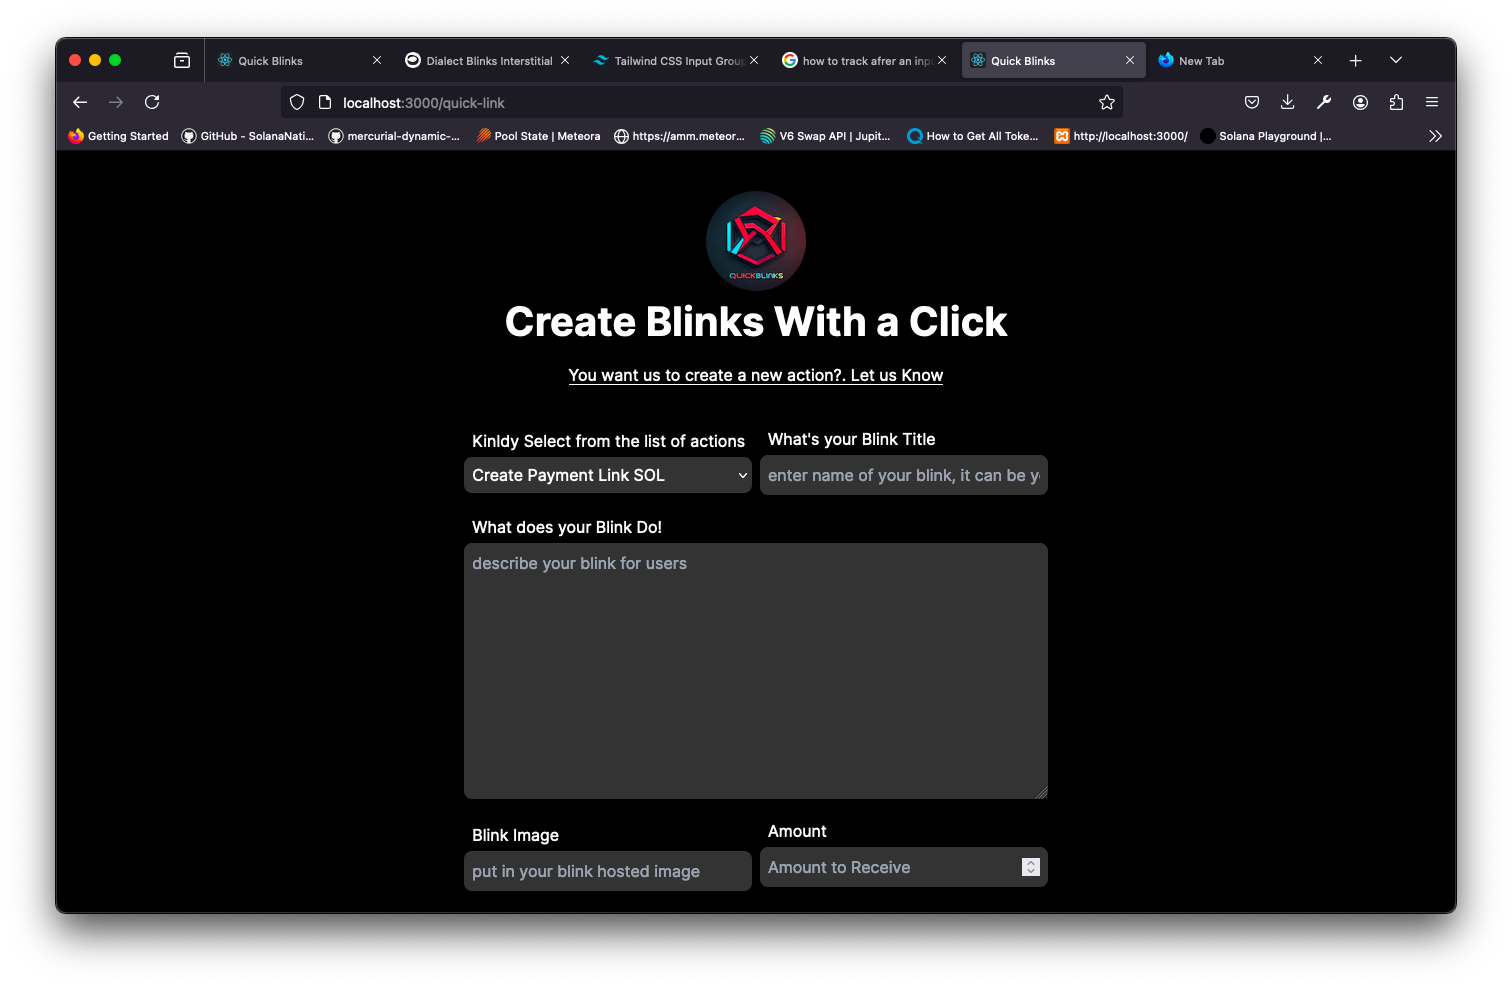 Quick Blinks
Dialect Blinks Interstitial
Tailwind CSS Input Group
how to track afrer an inpu
Quick Blinks
New Tab
localhost:3000/quick-link
Getting Started
GitHub - SolanaNati...
mercurial-dynamic-...
Pool State | Meteora
https://amm.meteor...
V6 Swap API | Jupit...
How to Get All Toke...
http://localhost:3000/
Solana Playground |...
QUICKBLINKS
Create Blinks With a Click
You want us to create a new action?. Let us Know
Kinldy Select from the list of actions
What's your Blink Title
Create Payment Link SOL
enter name of your blink, it can be y
What does your Blink Do!
describe your blink for users
Blink Image
Amount
put in your blink hosted image
Amount to Receive